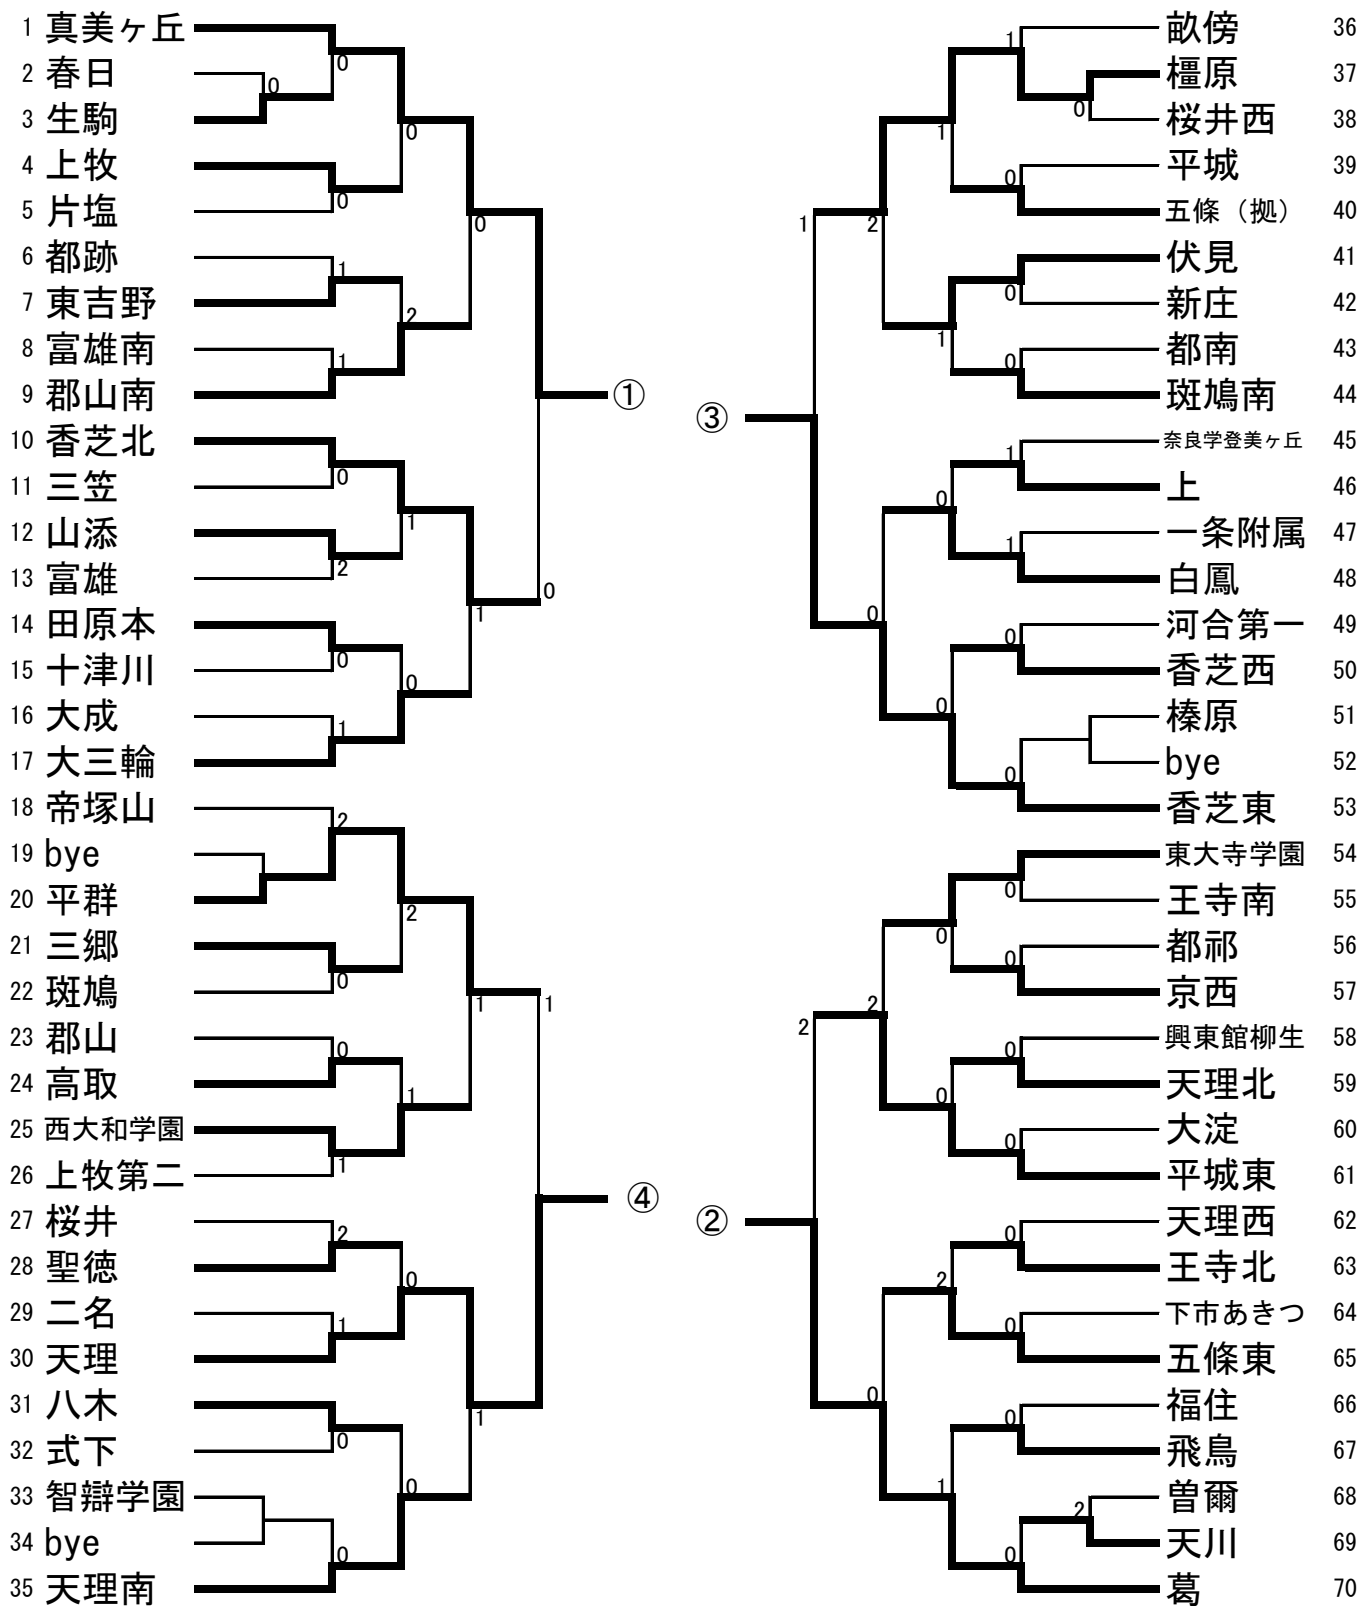 1 真美ヶ丘
2 春日
3 生駒
4 上牧
5 片塩
6 都跡
7 東吉野
8 富雄南
9 郡山南
10 香芝北
11 三笠
12 山添
13 富雄
14 田原本
15 十津川
16 大成
17 大三輪
18 帝塚山
19 bye
20 平群
21 三郷
22 斑鳩
23 郡山
24 高取
25 西大和学園
26 上牧第二
27 桜井
28 聖徳
29 二名
30 天理
31 八木
32 式下
33 智辯学園
34 bye
35 天理南
0
0
0
1
1
0
2
0
1
2
0
0
1
0
0
2
0
1
1
0
2
1
0
1
1
2
1
0
0
0
0
1
1
①
④
③
②
1
2
1
0
0
0
1
0
1
1
0
1
2
1
0
0
0
1
0
0
0
0
0
0
0
0
2
0
0
2
0
0
2
0
1
0
畝傍 36
橿原 37
桜井西 38
平城 39
五條（拠） 40
伏見 41
新庄 42
都南 43
斑鳩南 44
奈良学登美ヶ丘 45
上 46
一条附属 47
白鳳 48
河合第一 49
香芝西 50
榛原 51
bye 52
香芝東 53
東大寺学園 54
王寺南 55
都祁 56
京西 57
興東館柳生 58
天理北 59
大淀 60
平城東 61
天理西 62
王寺北 63
下市あきつ 64
五條東 65
福住 66
飛鳥 67
曽爾 68
天川 69
葛 70